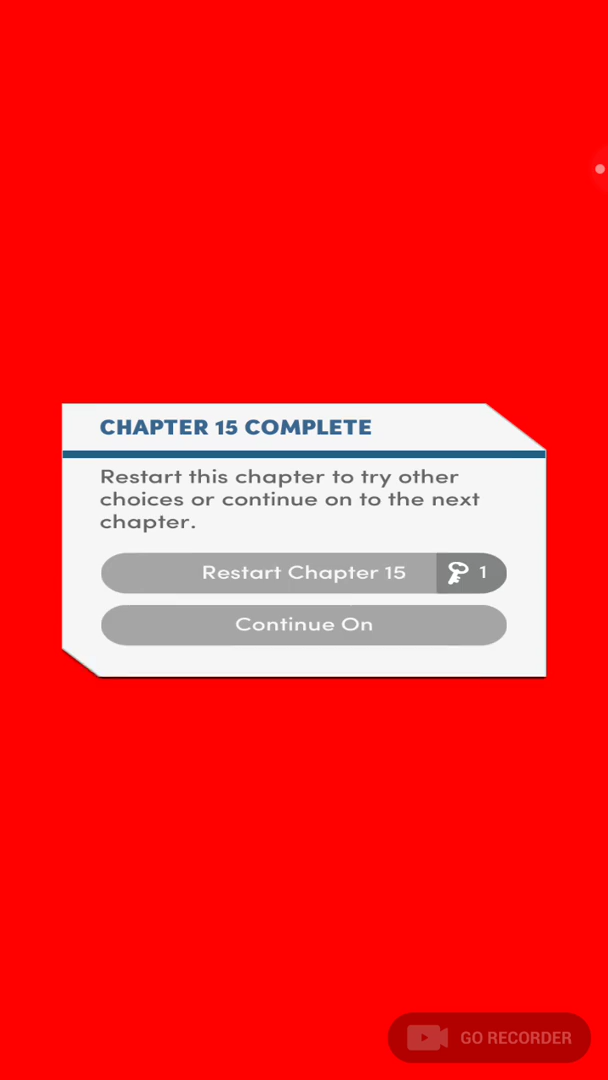 CHAPTER 15 COMPLETE
Restart this chapter to try other
choices or continue on to the next
chapter.
Restart Chapter 15 1
Continue On
GO RECORDER